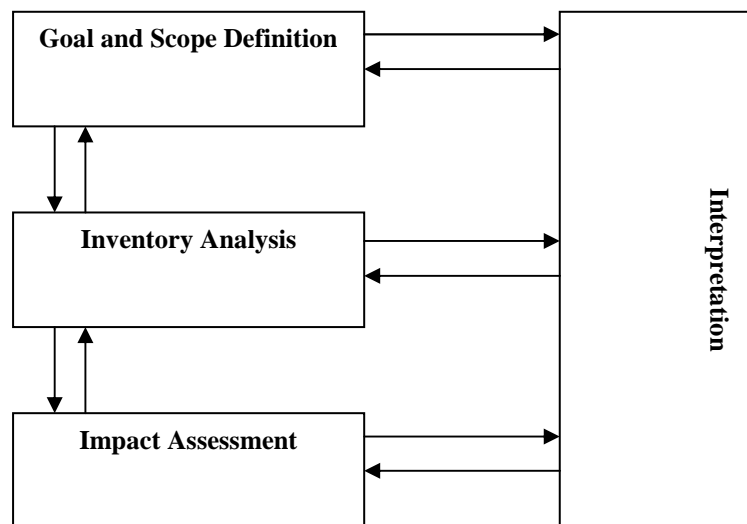 Goal and Scope Definition
Inventory Analysis
Impact Assessment
Interpretation